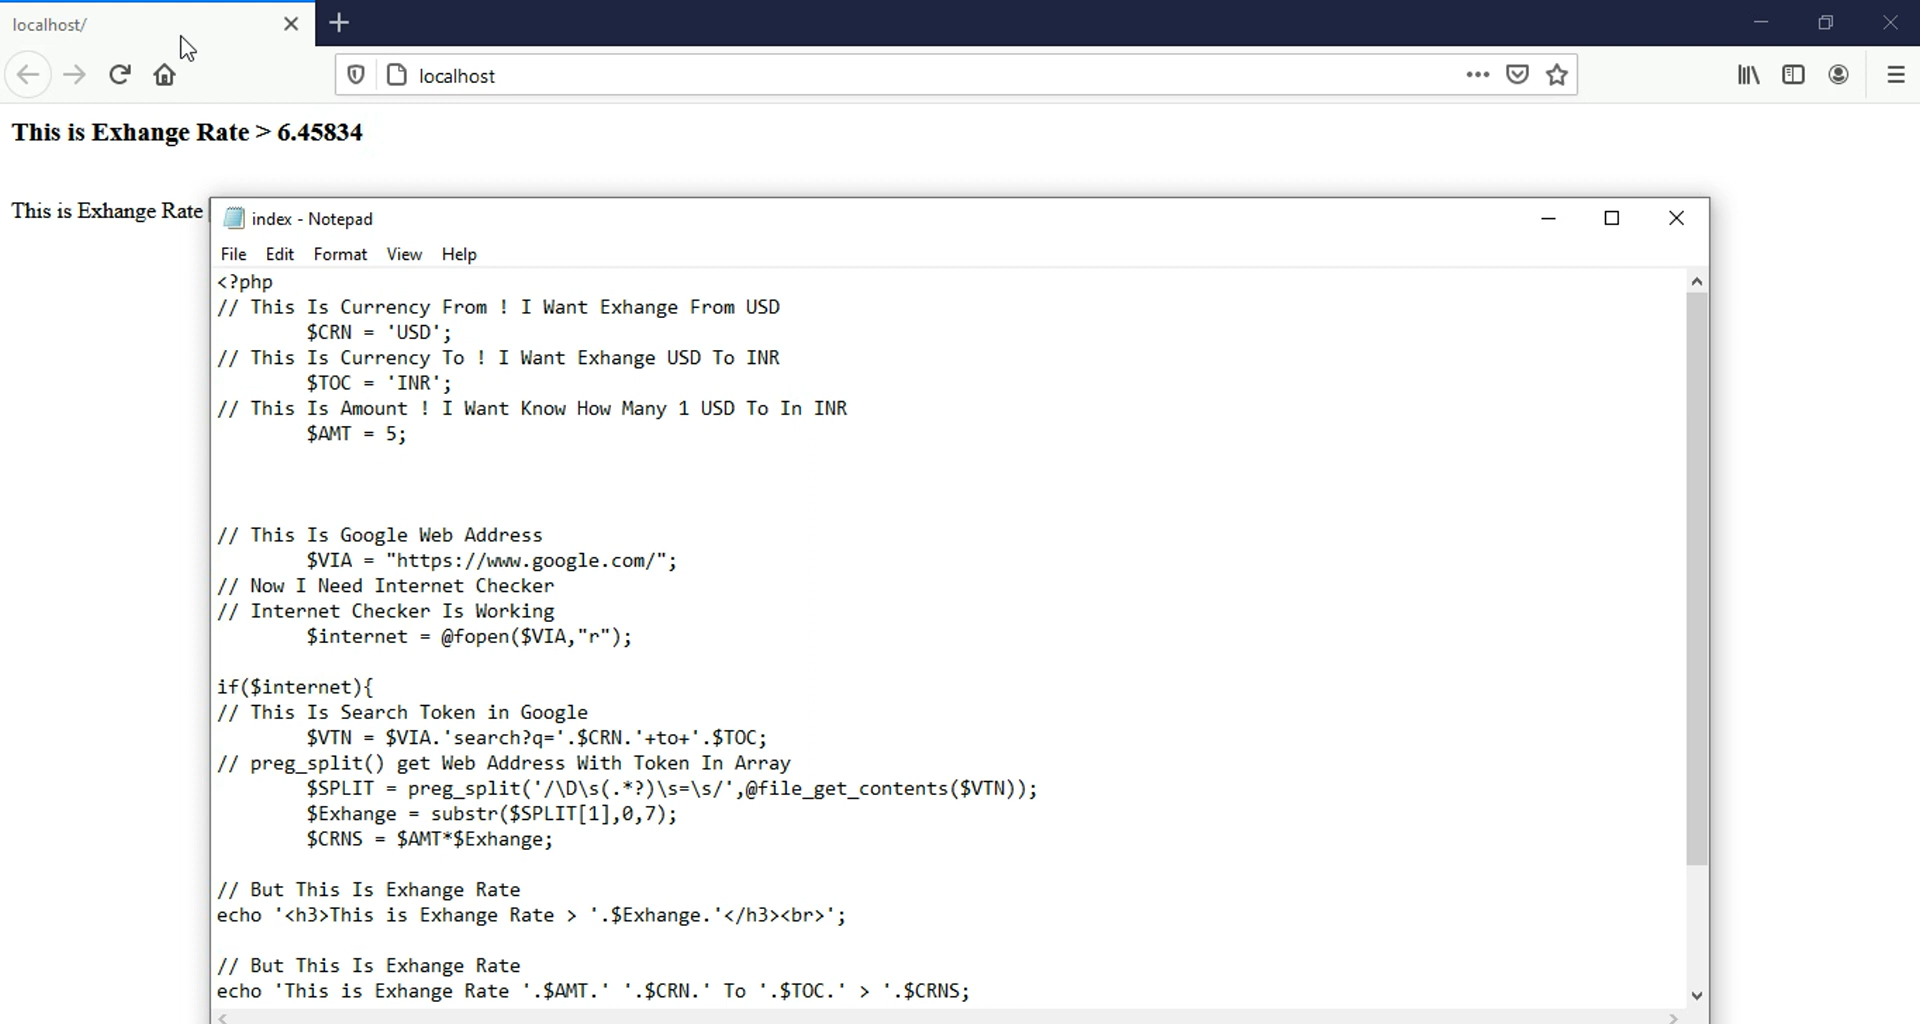 localhost/
localhost
This is Exhange Rate > 6.45834
This is Exhange Rate
index - Notepad
File Edit Format View Help
<?php
// This Is Currency From ! I Want Exhange From USD
$CRN = 'USD';
// This Is Currency To ! I Want Exhange USD To INR
$TOC = 'INR';
// This Is Amount ! I Want Know How Many 1 USD To In INR
$AMT = 5;
// This Is Google Web Address
$VIA = "https://www.google.com/";
// Now I Need Internet Checker
// Internet Checker Is Working
$internet = @fopen($VIA,"r");
if($internet){
// This Is Search Token in Google
$VTN = $VIA.'search?q='.$CRN.'+to+'.$TOC;
// preg_split() get Web Address With Token In Array
$SPLIT = preg_split('/\D\s(.*?)\s=\s/',@file_get_contents($VTN));
$Exhange = substr($SPLIT[1],0,7);
$CRNS = $AMT*$Exhange;
// But This Is Exhange Rate
echo '<h3>This is Exhange Rate > '.$Exhange.'</h3><br>';
// But This Is Exhange Rate
echo 'This is Exhange Rate '.$AMT.' '.$CRN.' To '.$TOC.' > '.$CRNS;